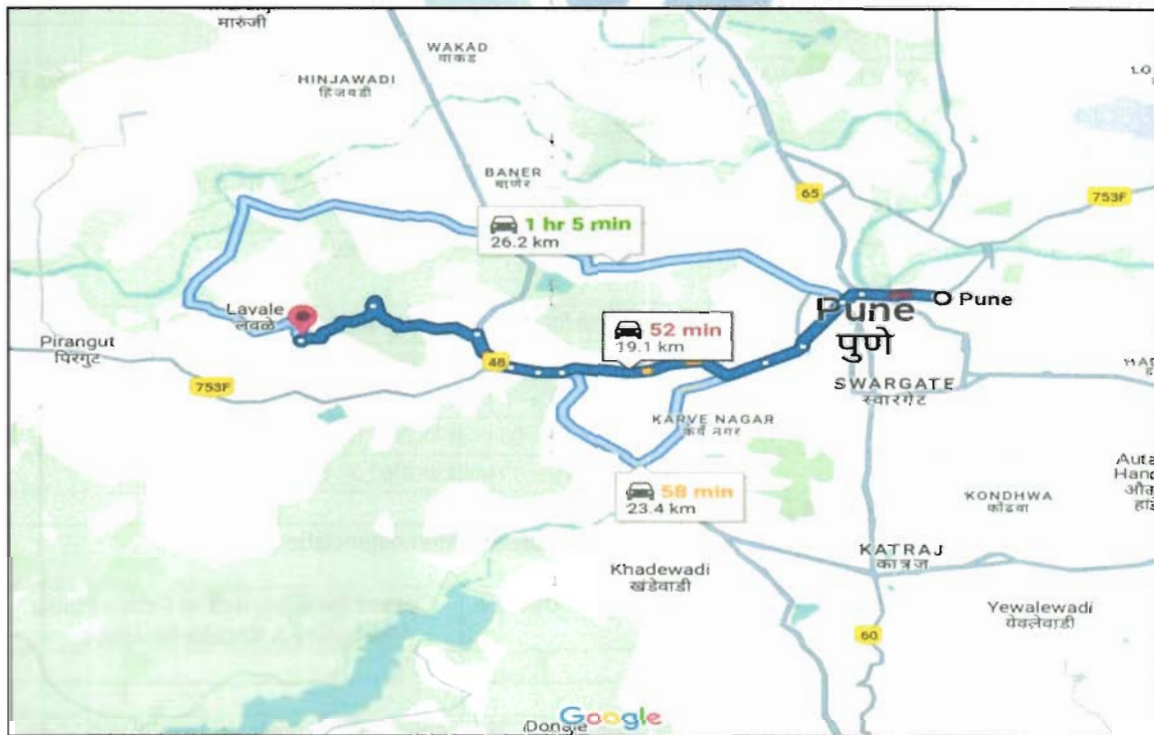 मारुंजी
WAKAD
वाकड
HINJAWADI
हिंजवडी
LO
BANER
बाणेर
65
753F
1 hr 5 min
26.2 km
Lavale
लवळे
Pune
Pune
पुणे
52 min
19.1 km
Pirangut
पिरंगुट
48
753F
SWARGATE
स्वारगेट
KARVE NAGAR
कर्वे नगर
58 min
23.4 km
KONDHWA
कोंढवा
KATRAJ
कात्रज
Khadewadi
खंडेवाडी
Yewalewadi
येवलेवाडी
60
Google
Donaje